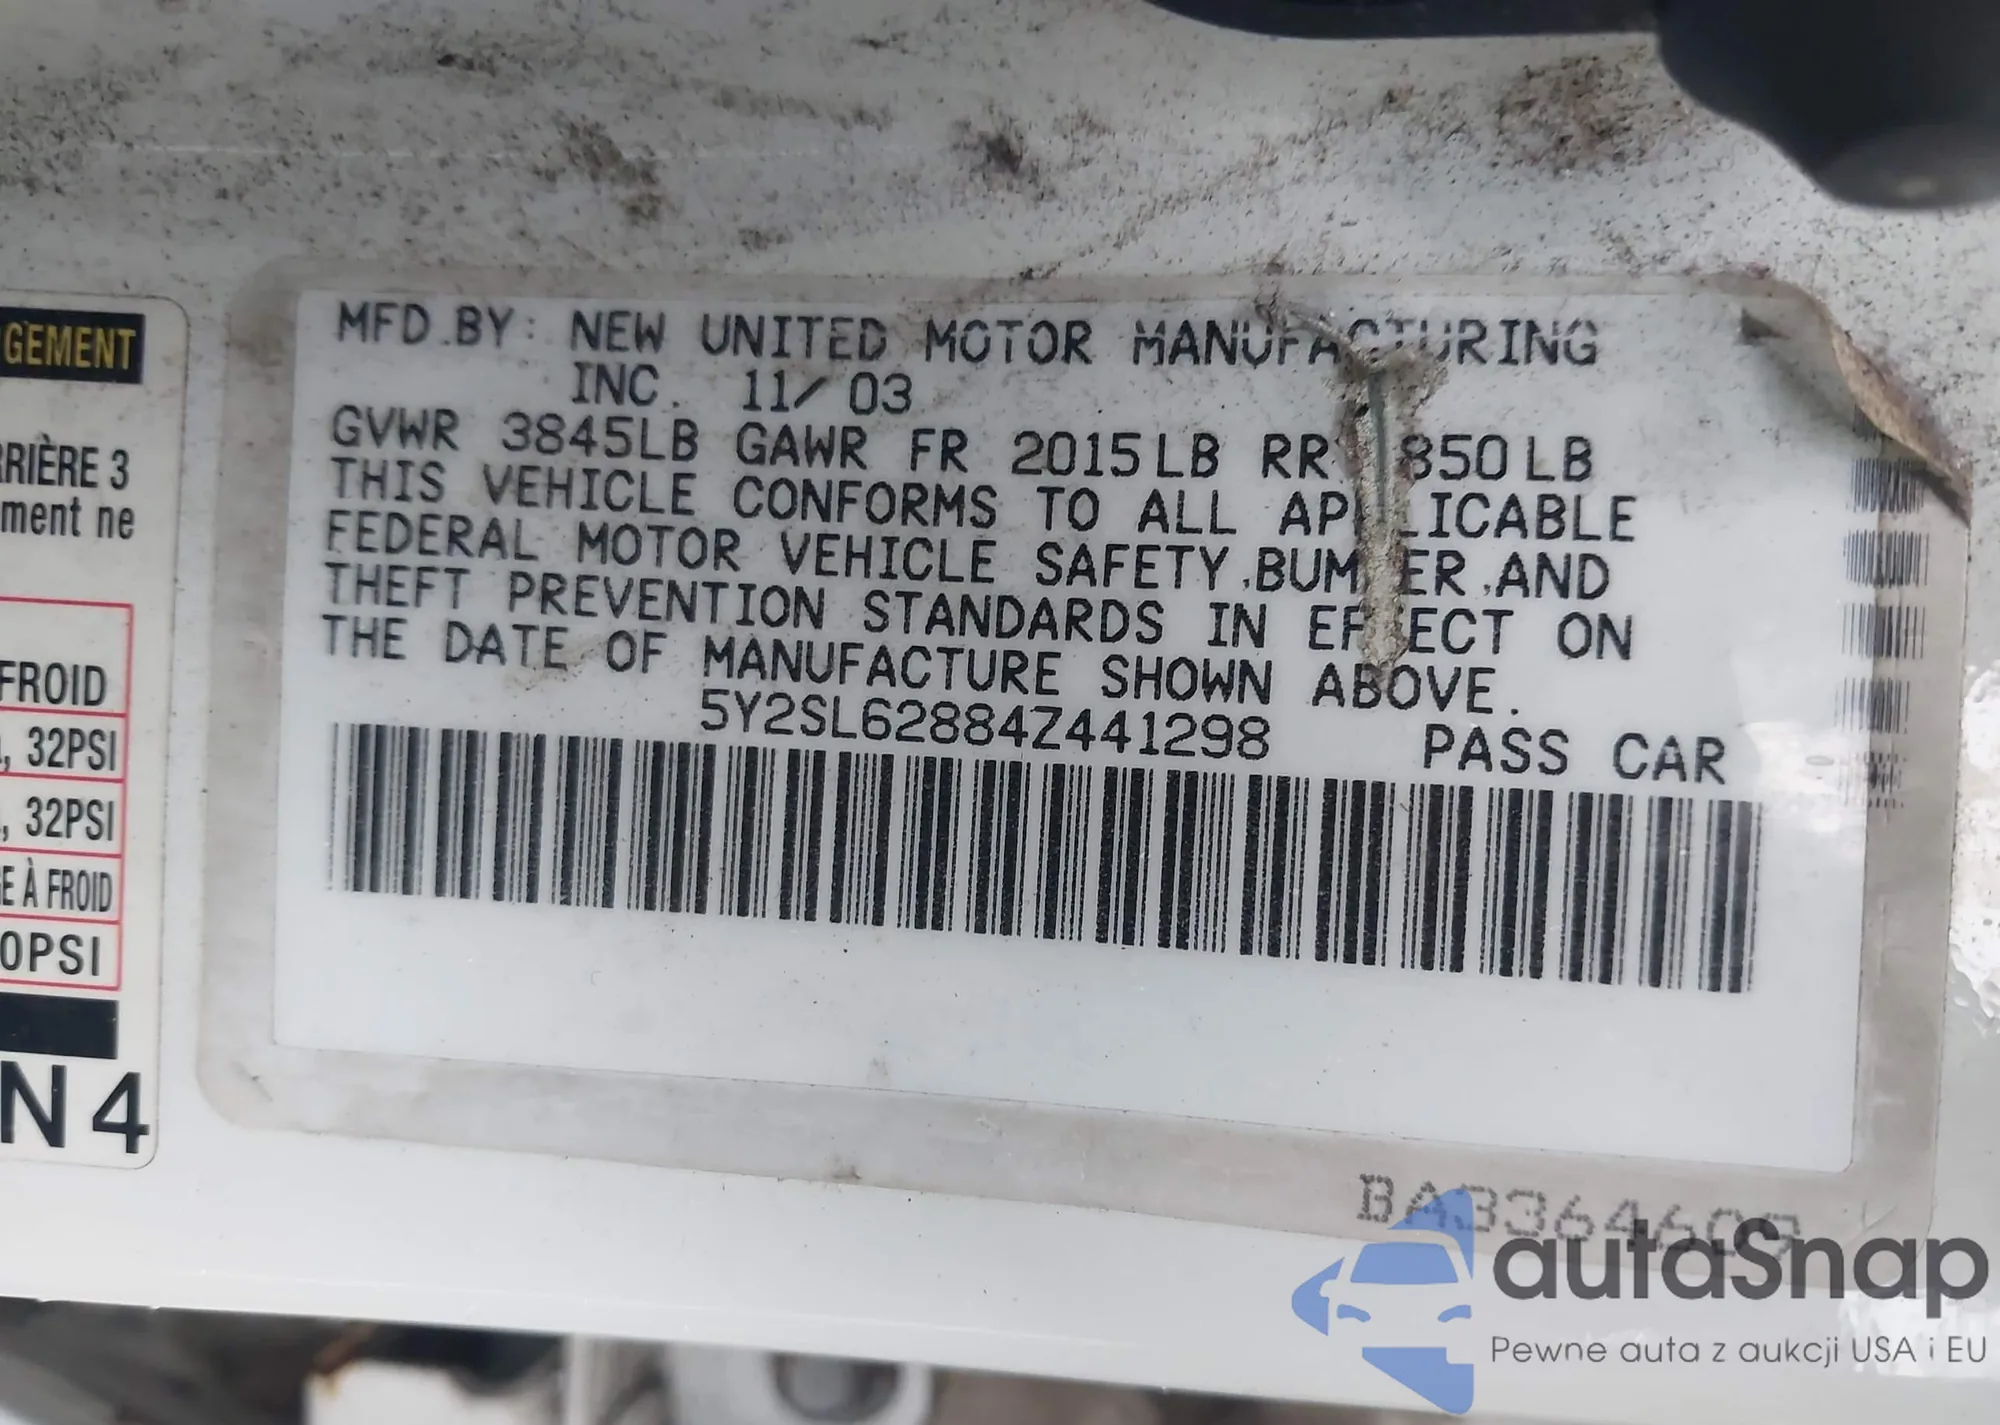 GEMENT
RRIÈRE 3
ment ne
FROID
, 32PSI
, 32PSI
E À FROID
0PSI
N 4
MFD.BY: NEW UNITED MOTOR MANUFACTURING
INC. 11/03
GVWR 3845LB GAWR FR 2015LB RR 850LB
THIS VEHICLE CONFORMS TO ALL APPLICABLE
FEDERAL MOTOR VEHICLE SAFETY,BUMPER,AND
THEFT PREVENTION STANDARDS IN EFFECT ON
THE DATE OF MANUFACTURE SHOWN ABOVE.
5Y2SL62884Z441298 PASS CAR
BA3364609
autaSnap
Pewne auta z aukcji USA i EU